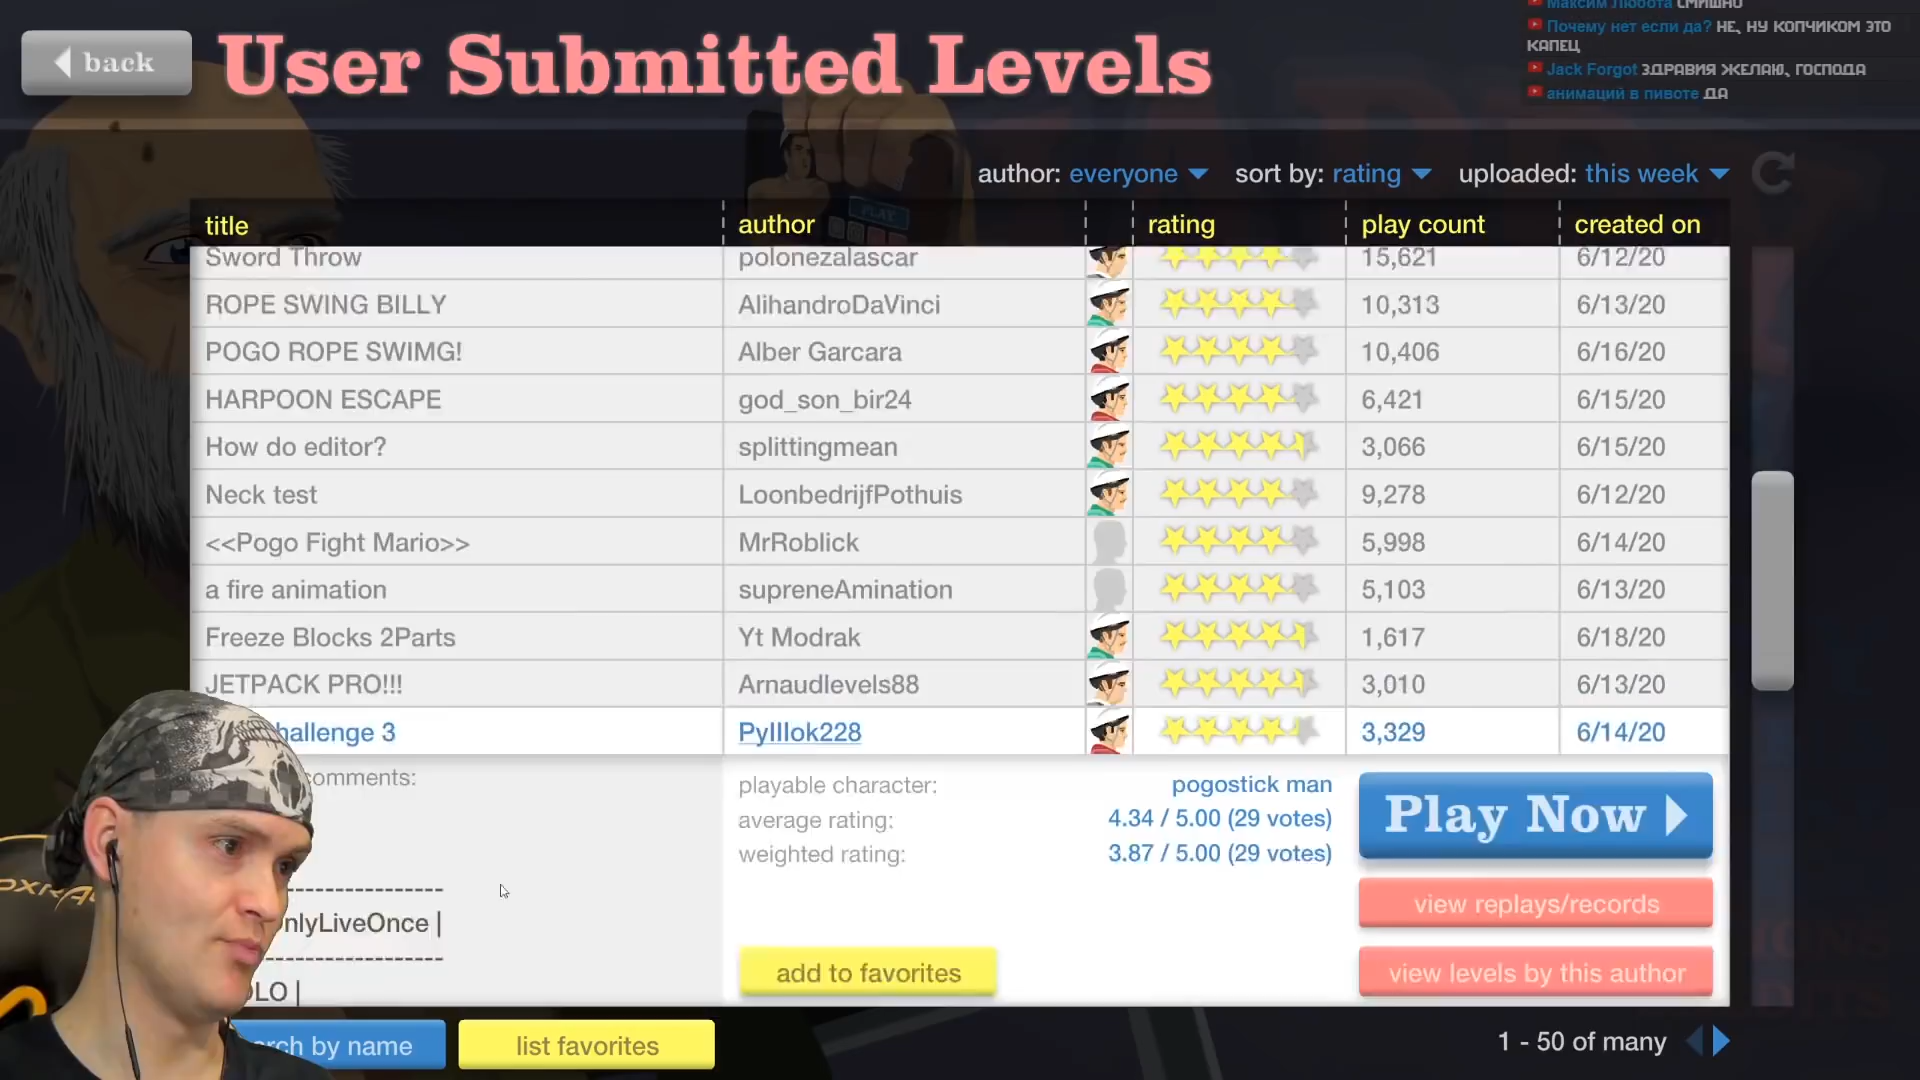 back
User Submitted Levels
Максим Любота СМИШНО
Почему нет если да? НЕ, НУ КОПЧИКОМ ЭТО
КАПЕЦ
Jack Forgot ЗДРАВИЯ ЖЕЛАЮ, ГОСПОДА
анимаций в пивоте ДА
author: everyone sort by: rating uploaded: this week
title author rating play count created on
Sword Throw polonezalascar 15,621 6/12/20
ROPE SWING BILLY AlihandroDaVinci 10,313 6/13/20
POGO ROPE SWIMG! Alber Garcara 10,406 6/16/20
HARPOON ESCAPE god_son_bir24 6,421 6/15/20
How do editor? splittingmean 3,066 6/15/20
Neck test LoonbedrijfPothuis 9,278 6/12/20
<<Pogo Fight Mario>> MrRoblick 5,998 6/14/20
a fire animation supreneAmination 5,103 6/13/20
Freeze Blocks 2Parts Yt Modrak 1,617 6/18/20
JETPACK PRO!!! Arnaudlevels88 3,010 6/13/20
hallenge 3 PyIIIok228 3,329 6/14/20
omments:
playable character: pogostick man
average rating: 4.34 / 5.00 (29 votes)
weighted rating: 3.87 / 5.00 (29 votes)
Play Now
view replays/records
view levels by this author
----------------
nlyLiveOnce |
----------------
LO |
add to favorites
rch by name
list favorites
1 - 50 of many